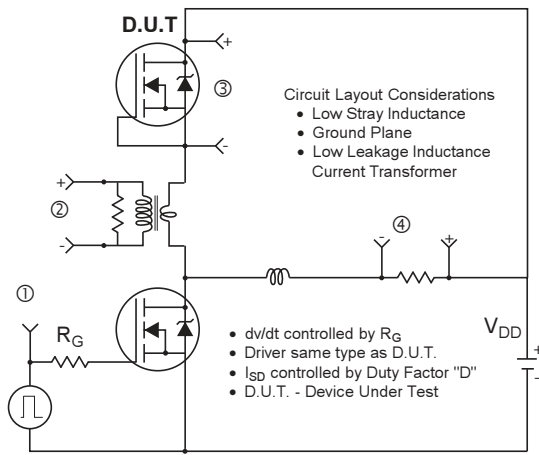 D.U.T
+
③
-
Circuit Layout Considerations
• Low Stray Inductance
• Ground Plane
• Low Leakage Inductance
Current Transformer
+
②
-
-
④
+
①
R_G
V_DD
+
-
• dv/dt controlled by R_G
• Driver same type as D.U.T.
• I_SD controlled by Duty Factor "D"
• D.U.T. - Device Under Test